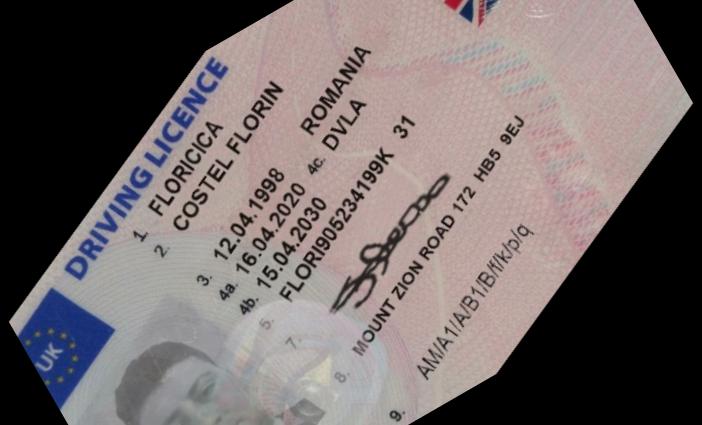 DRIVING LICENCE
UK
1. FLORICICA
2. COSTEL FLORIN
3. 12.04.1998 ROMANIA
4a. 16.04.2020 4c. DVLA
4b. 15.04.2030
5. FLORI905234199K 31
7.
8. MOUNT ZION ROAD 172 HB5 9EJ
9. AM/A1/A/B1/B/f/k/p/q